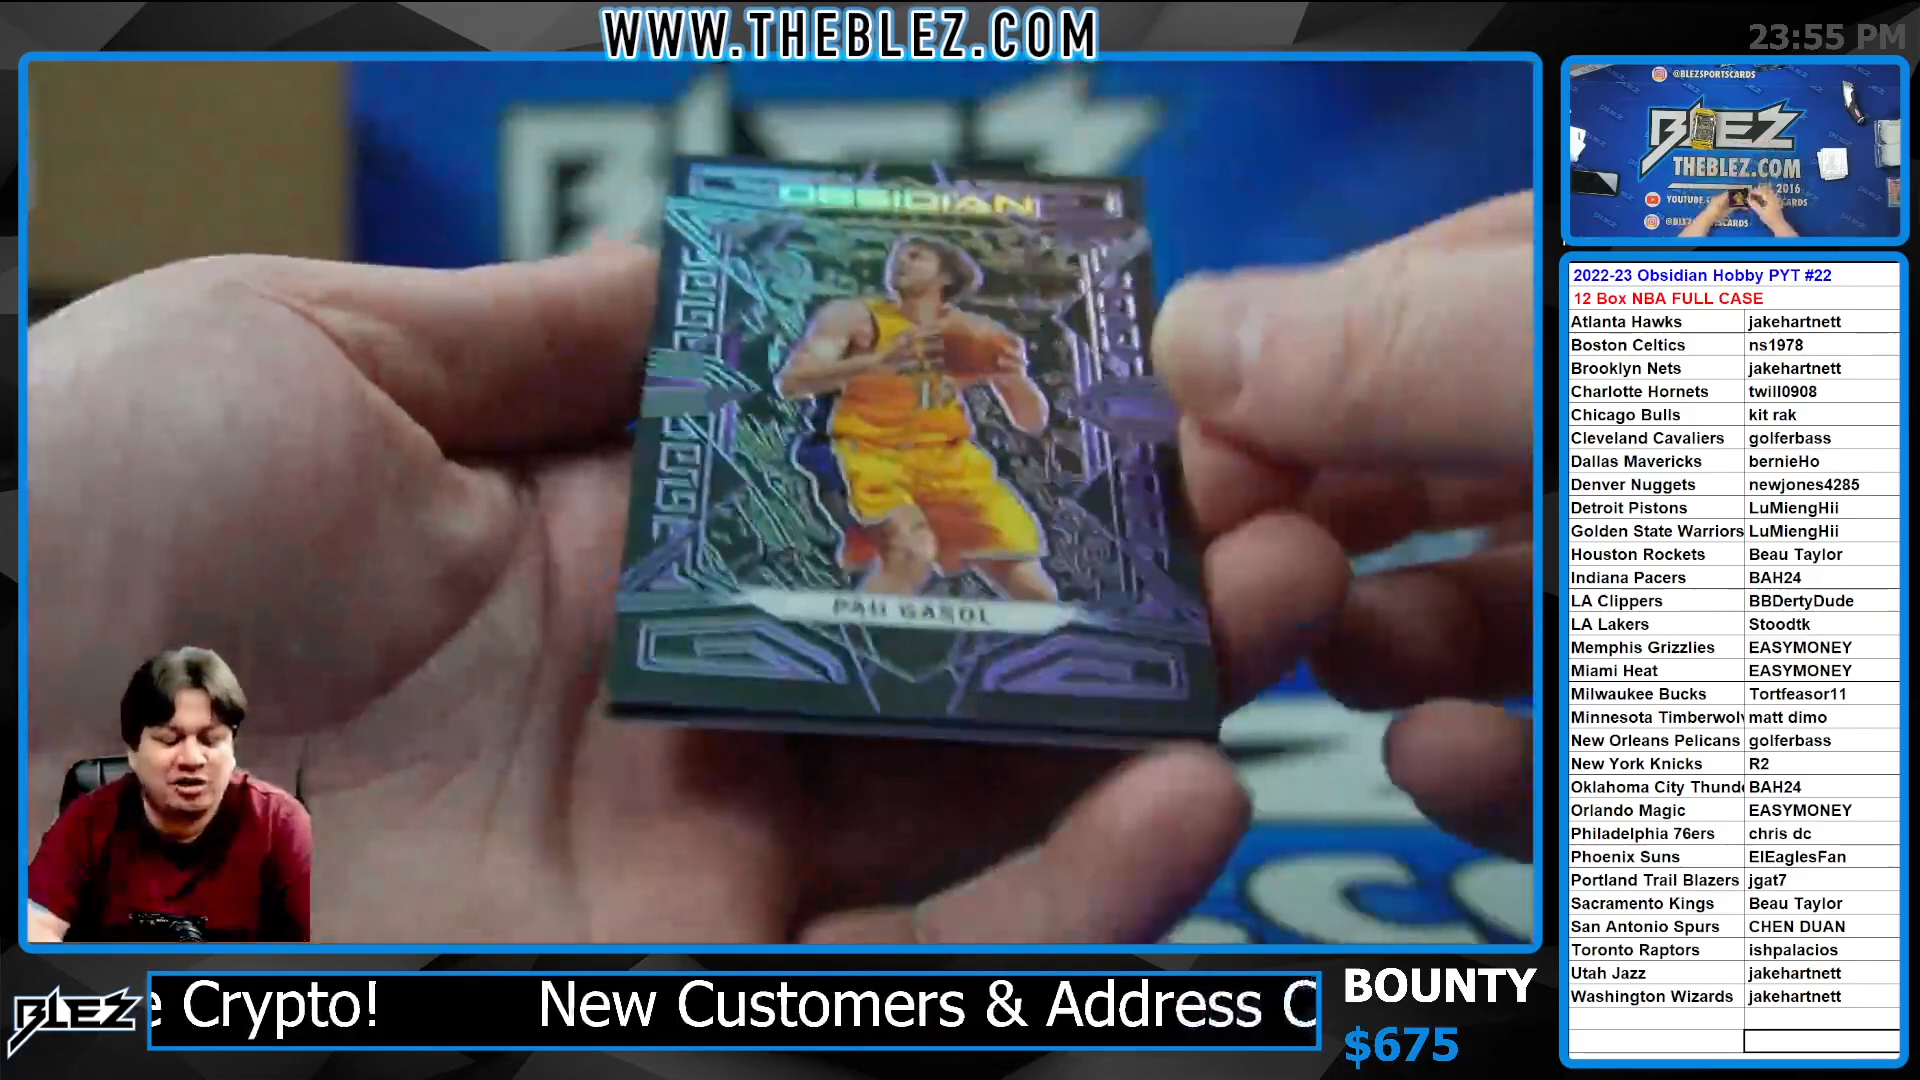 WWW.THEBLEZ.COM
23:55 PM
OBSIDIAN
PAU GASOL
@BLEZSPORTSCARDS
BLEZ
THEBLEZ.COM
2016
2022-23 Obsidian Hobby PYT #22
12 Box NBA FULL CASE
Atlanta Hawks jakehartnett
Boston Celtics ns1978
Brooklyn Nets jakehartnett
Charlotte Hornets twill0908
Chicago Bulls kit rak
Cleveland Cavaliers golferbass
Dallas Mavericks bernieHo
Denver Nuggets newjones4285
Detroit Pistons LuMiengHii
Golden State Warriors LuMiengHii
Houston Rockets Beau Taylor
Indiana Pacers BAH24
LA Clippers BBDertyDude
LA Lakers Stoodtk
Memphis Grizzlies EASYMONEY
Miami Heat EASYMONEY
Milwaukee Bucks Tortfeasor11
Minnesota Timberwolv matt dimo
New Orleans Pelicans golferbass
New York Knicks R2
Oklahoma City Thund BAH24
Orlando Magic EASYMONEY
Philadelphia 76ers chris dc
Phoenix Suns ElEaglesFan
Portland Trail Blazers jgat7
Sacramento Kings Beau Taylor
San Antonio Spurs CHEN DUAN
Toronto Raptors ishpalacios
Utah Jazz jakehartnett
Washington Wizards jakehartnett
BLEZ
e Crypto! New Customers & Address C
BOUNTY
$675